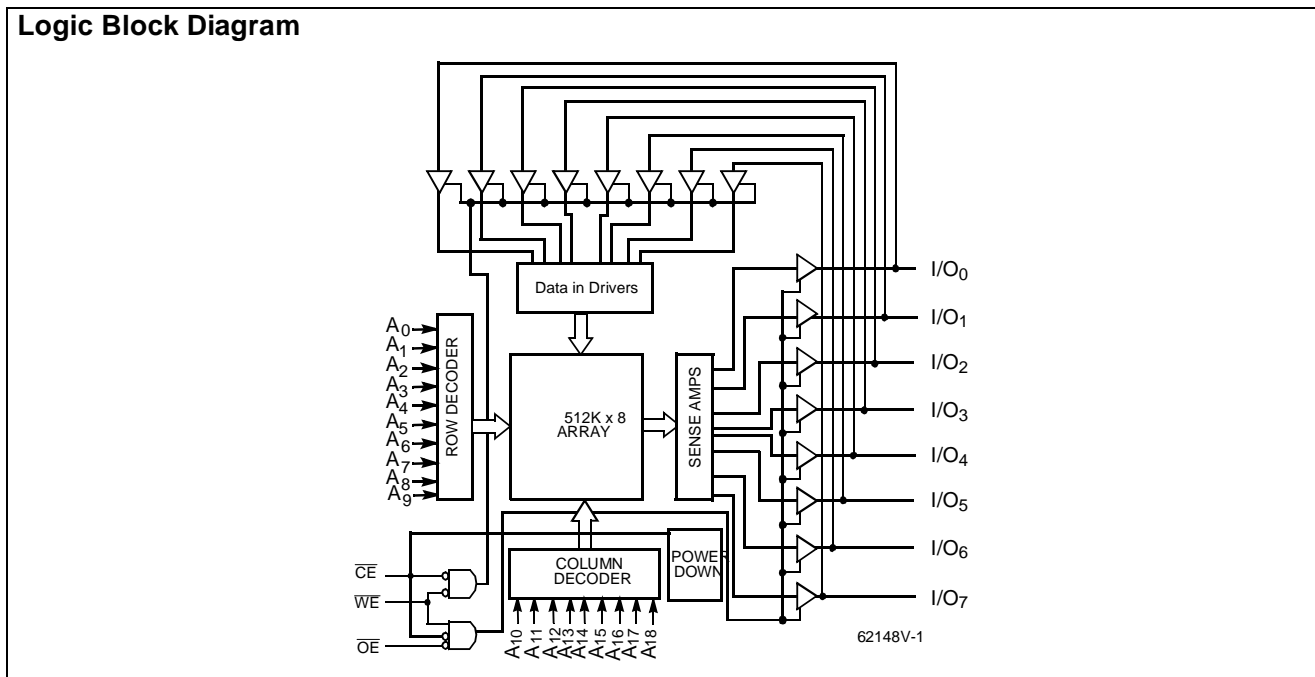 Logic Block Diagram
Data in Drivers
I/O0
I/O1
I/O2
I/O3
I/O4
I/O5
I/O6
I/O7
A0
A1
A2
A3
A4
A5
A6
A7
A8
A9
ROW DECODER
512K x 8
ARRAY
SENSE AMPS
COLUMN
DECODER
POWER
DOWN
CE
WE
OE
A10
A11
A12
A13
A14
A15
A16
A17
A18
62148V-1